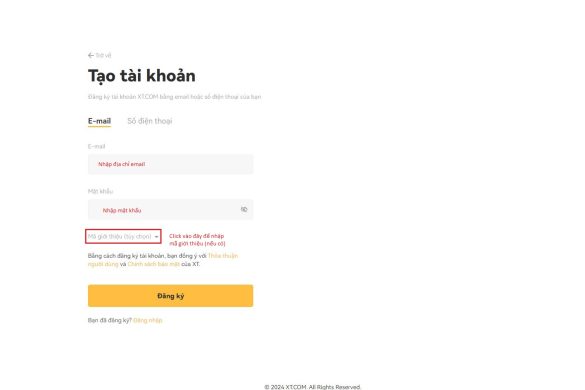 ← Trở về
Tạo tài khoản
Đăng ký tài khoản XT.COM bằng email hoặc số điện thoại của bạn
E-mail
Số điện thoại
E-mail
Nhập địa chỉ email
Mật khẩu
Nhập mật khẩu
Mã giới thiệu (tùy chọn)
Click vào đây để nhập
mã giới thiệu (nếu có)
Bằng cách đăng ký tài khoản, bạn đồng ý với Thỏa thuận
người dùng và Chính sách bảo mật của XT.
Đăng ký
Bạn đã đăng ký? Đăng nhập
© 2024 XT.COM. All Rights Reserved.